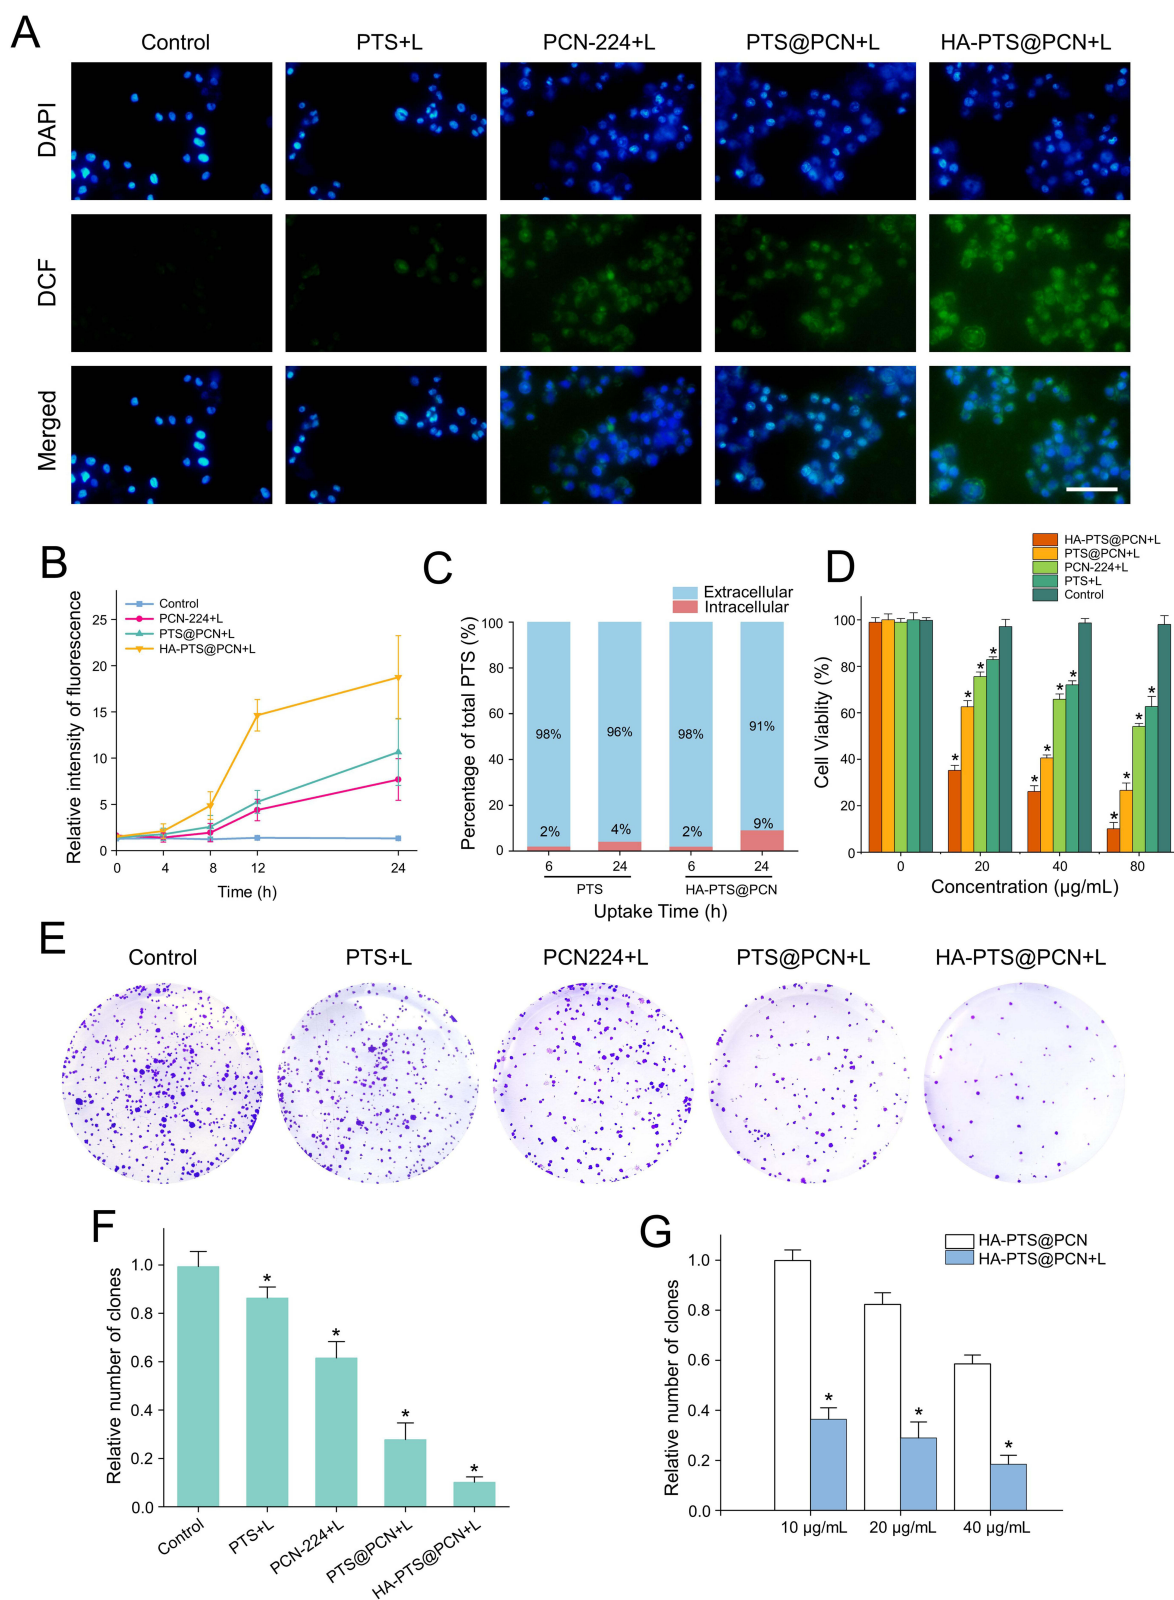 A
Control
PTS+L
PCN-224+L
PTS@PCN+L
HA-PTS@PCN+L
DAPI
DCF
Merged
B
Relative intensity of fluorescence
Control
PCN-224+L
PTS@PCN+L
HA-PTS@PCN+L
25
20
15
10
5
0
0 4 8 12 24
Time (h)
C
Extracellular
Intracellular
Percentage of total PTS (%)
100
80
60
40
20
0
98% 96% 98% 91%
2% 4% 2% 9%
6 24 6 24
PTS HA-PTS@PCN
Uptake Time (h)
D
HA-PTS@PCN+L
PTS@PCN+L
PCN-224+L
PTS+L
Control
Cell Viablity (%)
100
80
60
40
20
0
* * * *
* * * *
* * * *
0 20 40 80
Concentration (μg/mL)
E
Control
PTS+L
PCN224+L
PTS@PCN+L
HA-PTS@PCN+L
F
Relative number of clones
1.0
0.8
0.6
0.4
0.2
0.0
* * * *
Control
PTS+L
PCN-224+L
PTS@PCN+L
HA-PTS@PCN+L
G
HA-PTS@PCN
HA-PTS@PCN+L
Relative number of clones
1.0
0.8
0.6
0.4
0.2
0.0
* * *
10 μg/mL 20 μg/mL 40 μg/mL